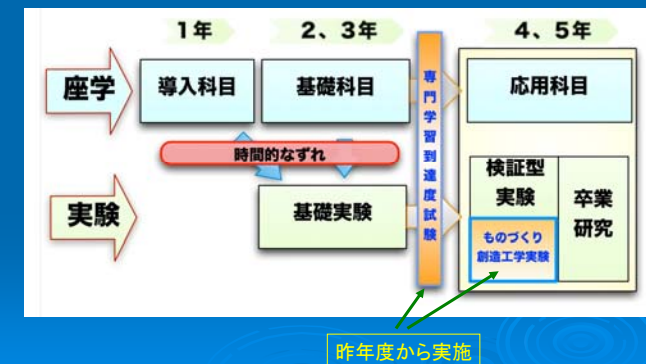 1年
2、3年
4、5年
座学
導入科目
基礎科目
専門学習到達度試験
応用科目
時間的なずれ
実験
基礎実験
検証型
実験
ものづくり
創造工学実験
卒業
研究
昨年度から実施